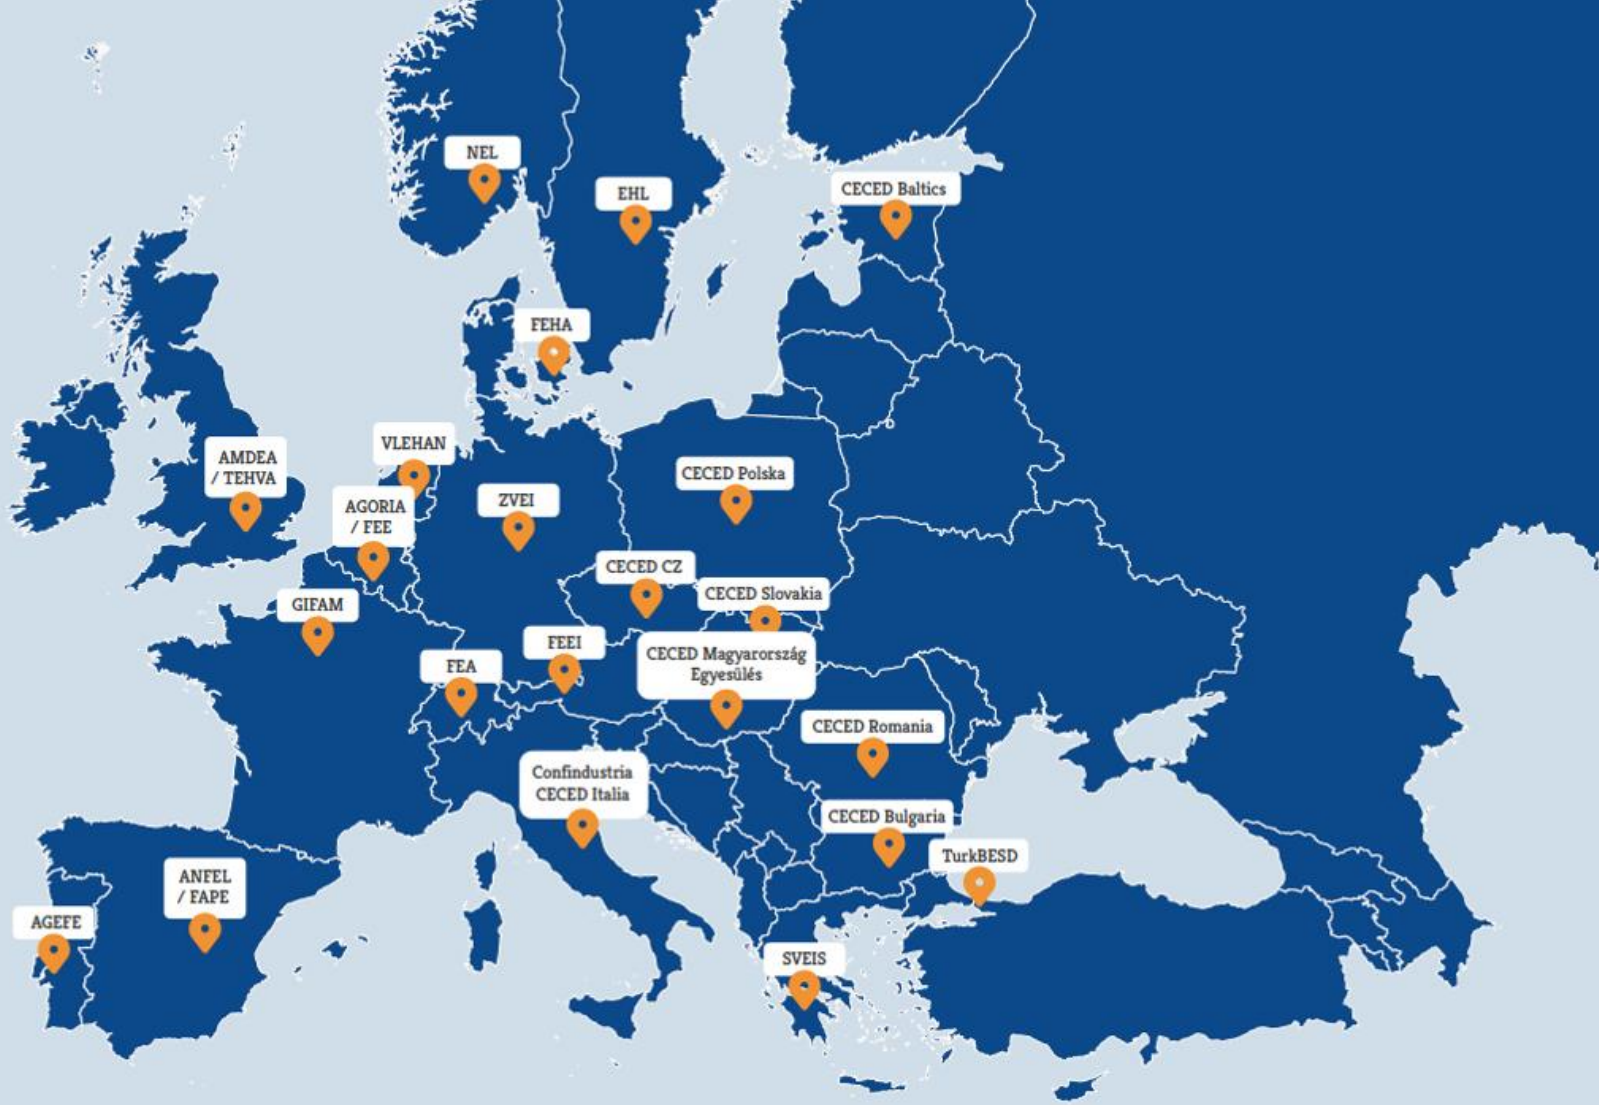 NEL
EHL
CECED Baltics
FEHA
VLEHAN
AMDEA
/ TEHVA
CECED Polska
ZVEI
AGORIA
/ FEE
CECED CZ
CECED Slovakia
GIFAM
FEEI
CECED Magyarország
Egyesülés
FEA
CECED Romania
Confindustria
CECED Italia
CECED Bulgaria
TurkBESD
ANFEL
/ FAPE
AGEFE
SVEIS